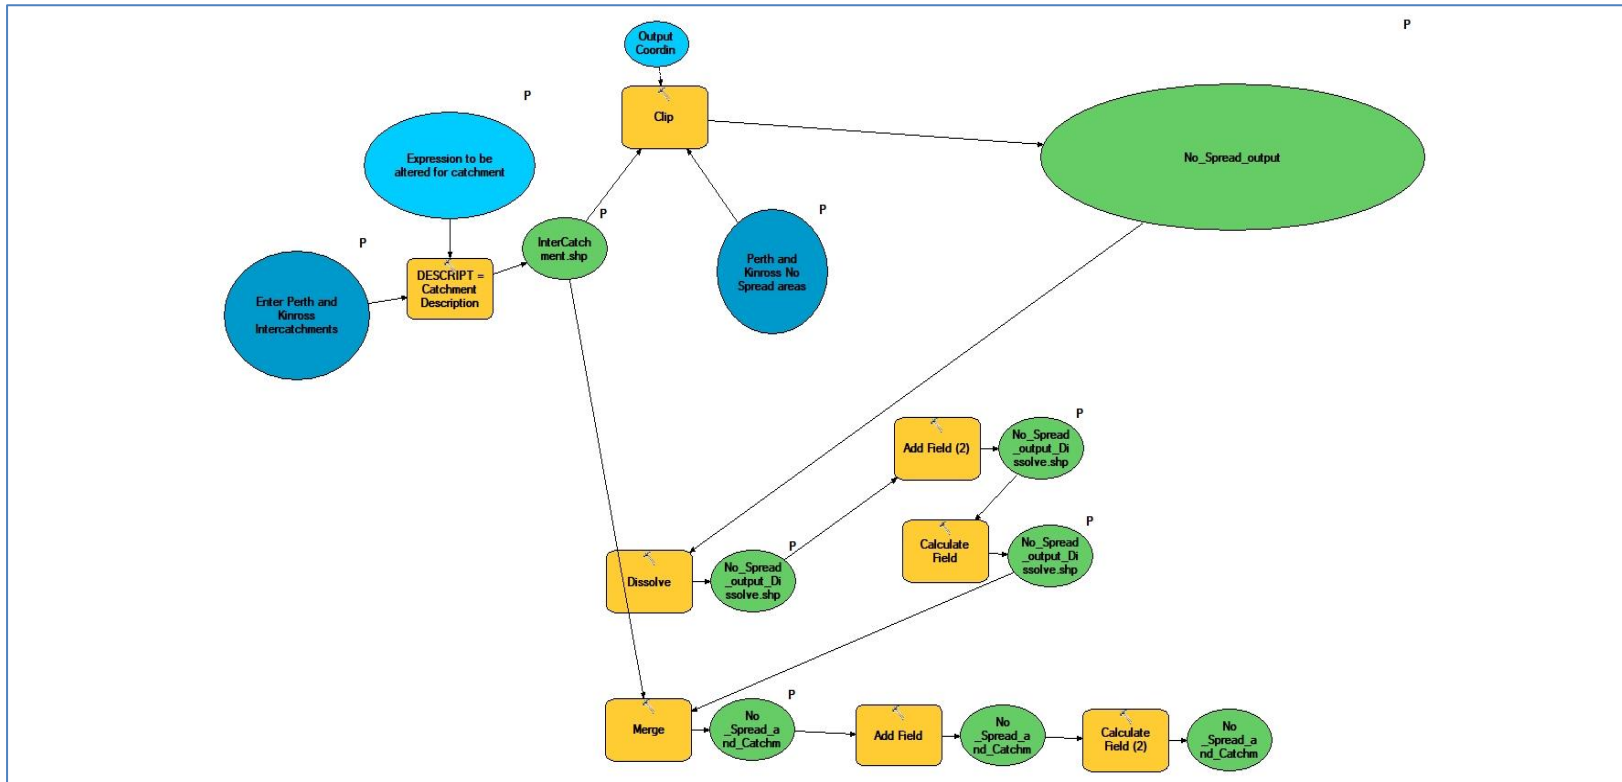 P
Output
Coordin
Clip
P
Expression to be
altered for catchment
No_Spread_output
P
P
P
InterCatch
ment.shp
DESCRIPT =
Catchment
Description
Perth and
Kinross No
Spread areas
Enter Perth and
Kinross
Intercatchments
P
Add Field (2)
No_Spread
_output_Di
ssolve.shp
P
Calculate
Field
No_Spread
_output_Di
ssolve.shp
P
Dissolve
No_Spread
_output_Di
ssolve.shp
P
Merge
No
_Spread_a
nd_Catchm
Add Field
No
_Spread_a
nd_Catchm
Calculate
Field (2)
No
_Spread_a
nd_Catchm